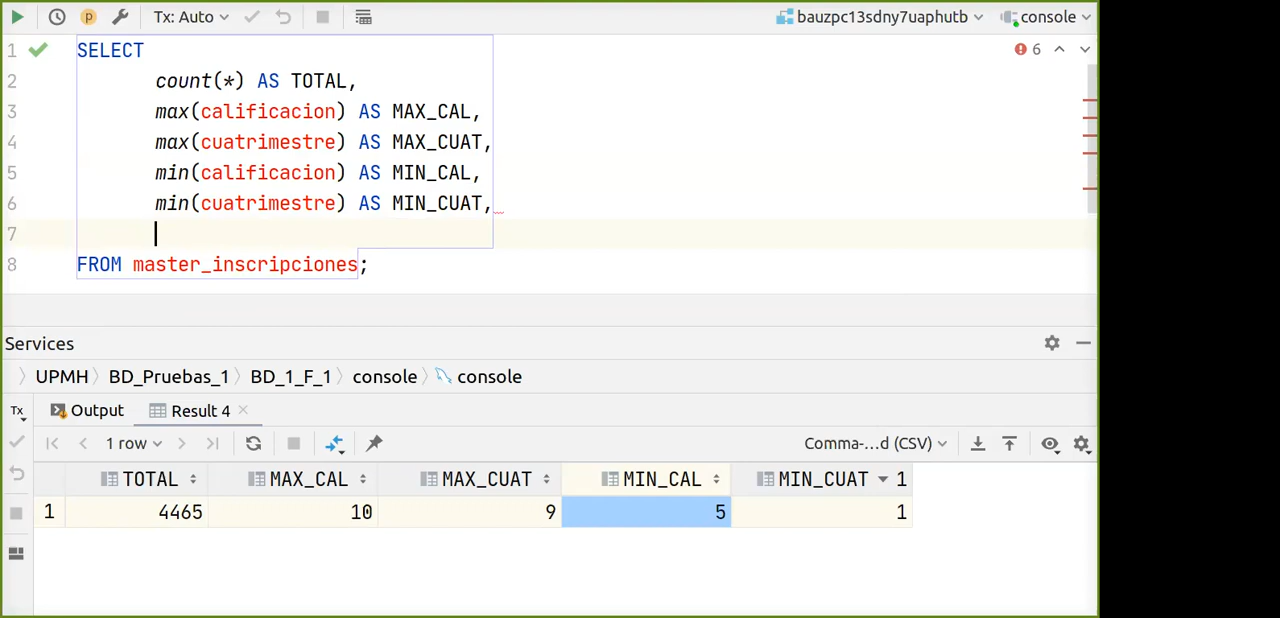 Tx: Auto
bauzpc13sdny7uaphutb
console
1 SELECT
6
2 count(*) AS TOTAL,
3 max(calificacion) AS MAX_CAL,
4 max(cuatrimestre) AS MAX_CUAT,
5 min(calificacion) AS MIN_CAL,
6 min(cuatrimestre) AS MIN_CUAT,
7
8 FROM master_inscripciones;
Services
UPMH BD_Pruebas_1 BD_1_F_1 console console
Tx Output Result 4
1 row Comma-...d (CSV)
TOTAL MAX_CAL MAX_CUAT MIN_CAL MIN_CUAT 1
1 4465 10 9 5 1